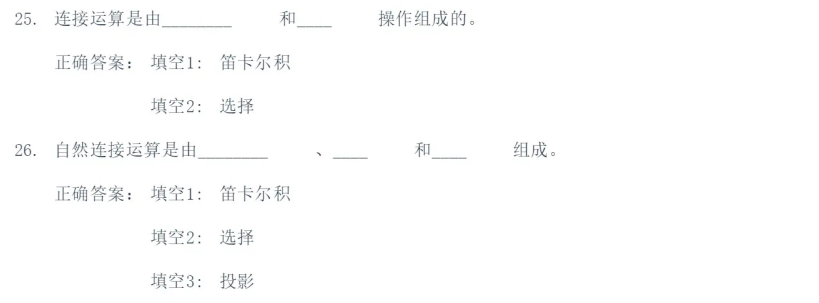 25. 连接运算是由________ 和____ 操作组成的。
正确答案： 填空1： 笛卡尔积
填空2： 选择
26. 自然连接运算是由________ 、____ 和____ 组成。
正确答案： 填空1： 笛卡尔积
填空2： 选择
填空3： 投影